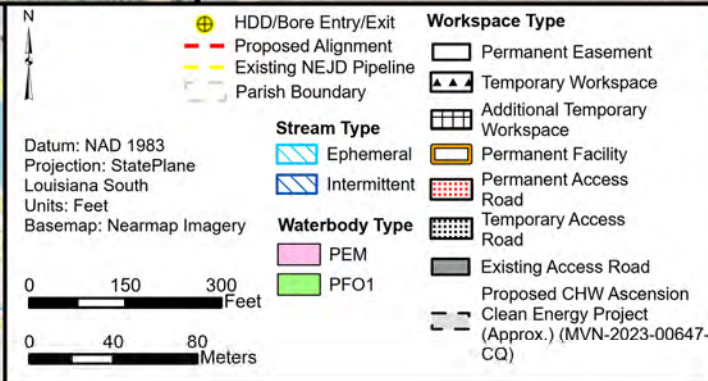 N
HDD/Bore Entry/Exit
Proposed Alignment
Existing NEJD Pipeline
Parish Boundary
Datum: NAD 1983
Projection: StatePlane
Louisiana South
Units: Feet
Basemap: Nearmap Imagery
0 150 300
Feet
0 40 80
Meters
Stream Type
Ephemeral
Intermittent
Waterbody Type
PEM
PFO1
Workspace Type
Permanent Easement
Temporary Workspace
Additional Temporary
Workspace
Permanent Facility
Permanent Access
Road
Temporary Access
Road
Existing Access Road
Proposed CHW Ascension
Clean Energy Project
(Approx.) (MVN-2023-00647-
CQ)